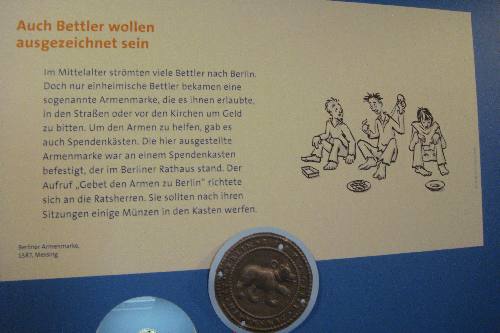 Auch Bettler wollen
ausgezeichnet sein
Im Mittelalter strömten viele Bettler nach Berlin.
Doch nur einheimische Bettler bekamen eine
sogenannte Armenmarke, die es ihnen erlaubte,
in den Straßen oder vor den Kirchen um Geld
zu bitten. Um den Armen zu helfen, gab es
auch Spendenkästen. Die hier ausgestellte
Armenmarke war an einem Spendenkasten
befestigt, der im Berliner Rathaus stand. Der
Aufruf „Gebet den Armen zu Berlin" richtete
sich an die Ratsherren. Sie sollten nach ihren
Sitzungen einige Münzen in den Kasten werfen.
Berliner Armenmarke,
1587, Messing